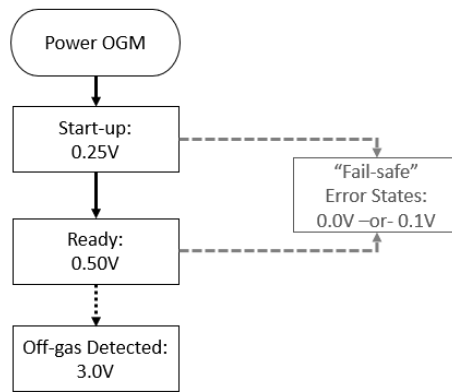 Power OGM
Start-up:
0.25V
“Fail-safe”
Error States:
0.0V –or- 0.1V
Ready:
0.50V
Off-gas Detected:
3.0V